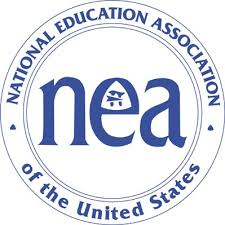 NATIONAL EDUCATION ASSOCIATION
nea
of the United States